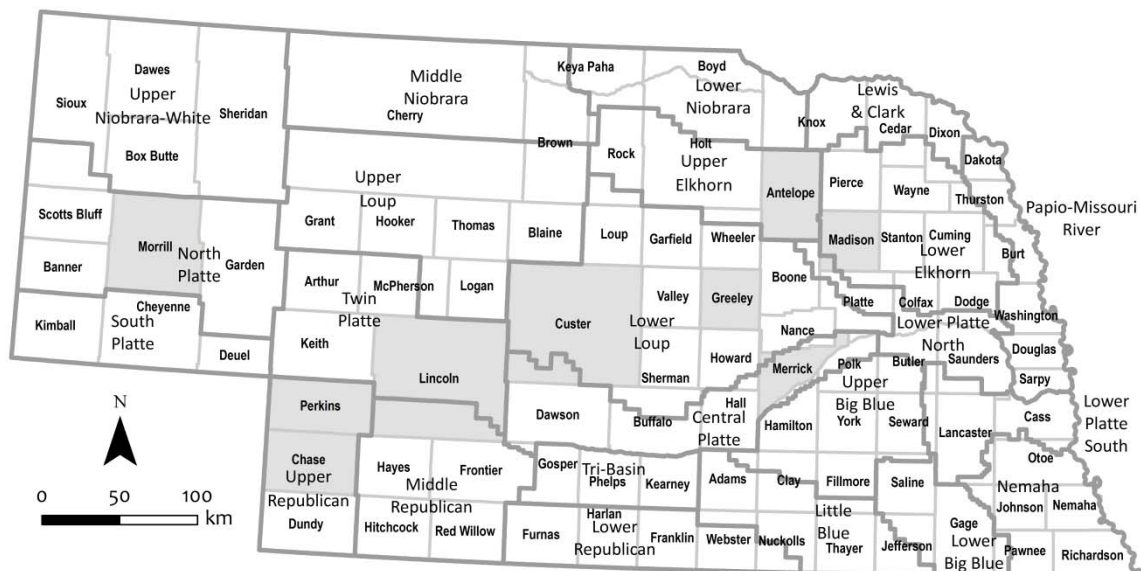 Keya Paha
Boyd
Dawes
Upper
Niobrara-White
Middle
Niobrara
Cherry
Lower
Niobrara
Lewis
& Clark
Sioux
Sheridan
Knox
Cedar
Dixon
Brown
Rock
Holt
Upper
Elkhorn
Dakota
Box Butte
Antelope
Pierce
Wayne
Thurston
Upper
Loup
Scotts Bluff
Grant
Hooker
Thomas
Blaine
Loup
Garfield
Wheeler
Papio-Missouri
River
Morrill
North
Platte
Garden
Madison
Stanton
Cuming
Lower
Elkhorn
Burt
Banner
Boone
Arthur
McPherson
Logan
Twin
Platte
Valley
Greeley
Platte
Colfax
Dodge
Washington
Cheyenne
Kimball
South
Platte
Deuel
Keith
Custer
Lower
Loup
Nance
Lower Platte
North
Douglas
Sherman
Howard
Merrick
Polk
Butler
Saunders
Sarpy
Lincoln
Upper
Big Blue
Perkins
Dawson
Buffalo
Hall
Central
Platte
Hamilton
York
Seward
Lancaster
Cass
Lower
Platte
South
N
Chase
Upper
Republican
Hayes
Frontier
Middle
Republican
Gosper
Tri-Basin
Phelps
Kearney
Adams
Clay
Fillmore
Saline
Otoe
Nemaha
Johnson
Nemaha
0 50 100
km
Dundy
Hitchcock
Red Willow
Furnas
Harlan
Lower
Republican
Franklin
Webster
Nuckolls
Little
Blue
Thayer
Jefferson
Gage
Lower
Big Blue
Pawnee
Richardson